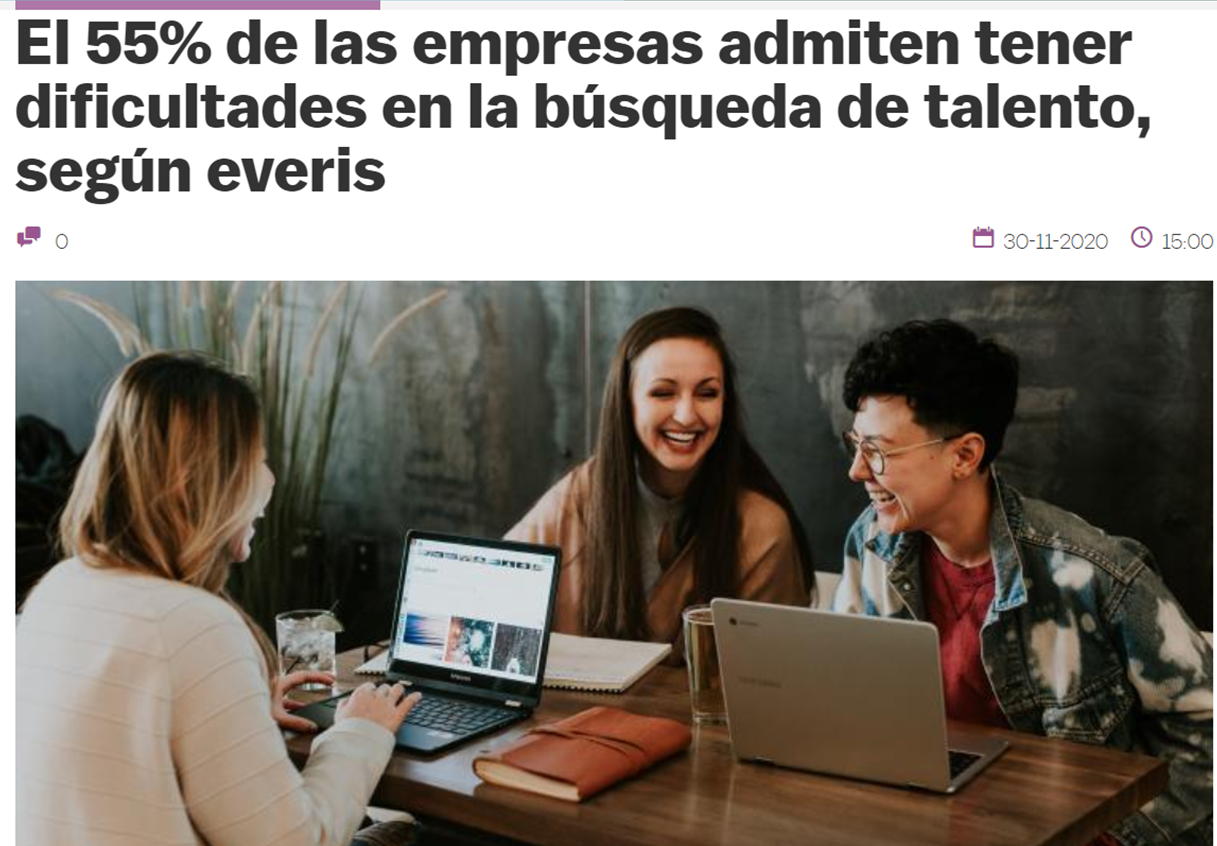 El 55% de las empresas admiten tener
dificultades en la búsqueda de talento,
según everis
0 30-11-2020 15:00
SAMSUNG